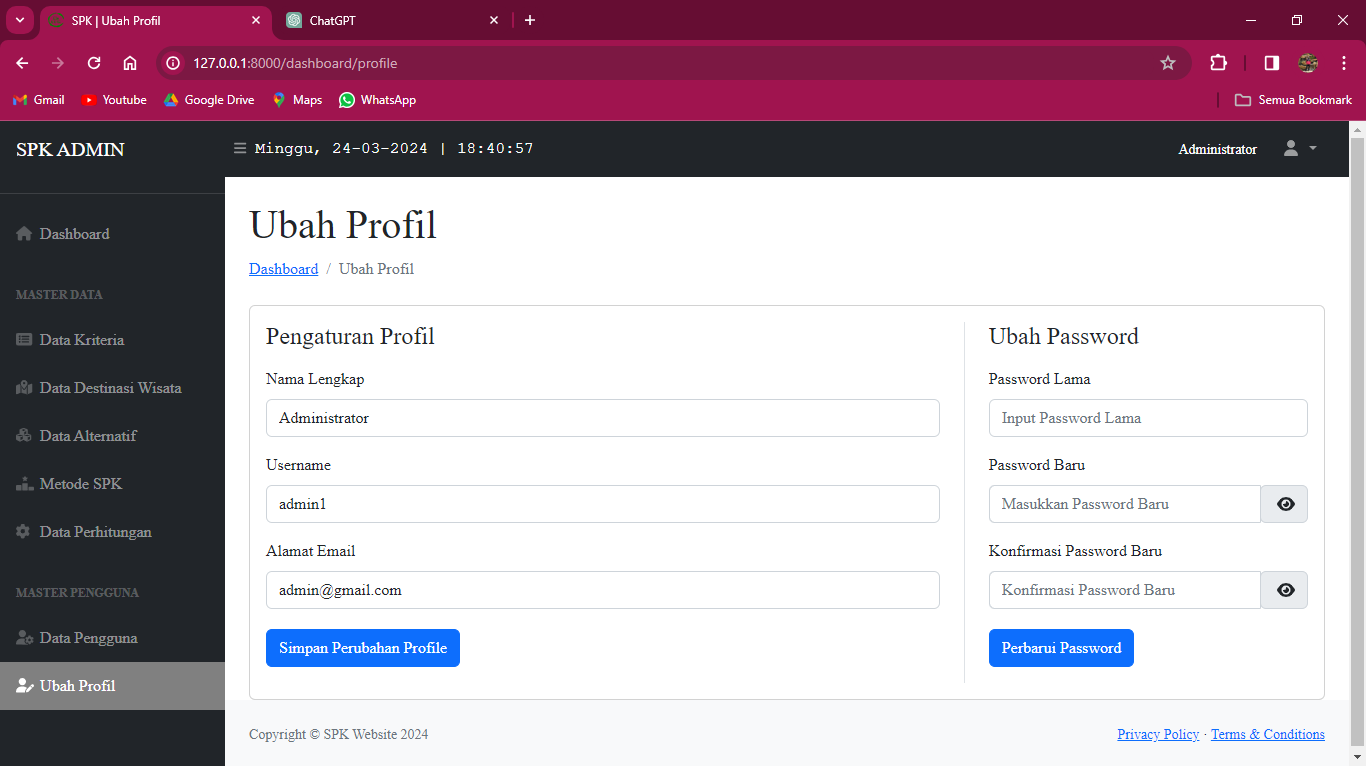 SPK | Ubah Profil
ChatGPT
127.0.0.1:8000/dashboard/profile
Gmail
Youtube
Google Drive
Maps
WhatsApp
Semua Bookmark
SPK ADMIN
Minggu, 24-03-2024 | 18:40:57
Administrator
Dashboard
MASTER DATA
Data Kriteria
Data Destinasi Wisata
Data Alternatif
Metode SPK
Data Perhitungan
MASTER PENGGUNA
Data Pengguna
Ubah Profil
Ubah Profil
Dashboard / Ubah Profil
Pengaturan Profil
Nama Lengkap
Administrator
Username
admin1
Alamat Email
admin@gmail.com
Simpan Perubahan Profile
Ubah Password
Password Lama
Input Password Lama
Password Baru
Masukkan Password Baru
Konfirmasi Password Baru
Konfirmasi Password Baru
Perbarui Password
Copyright © SPK Website 2024
Privacy Policy · Terms & Conditions